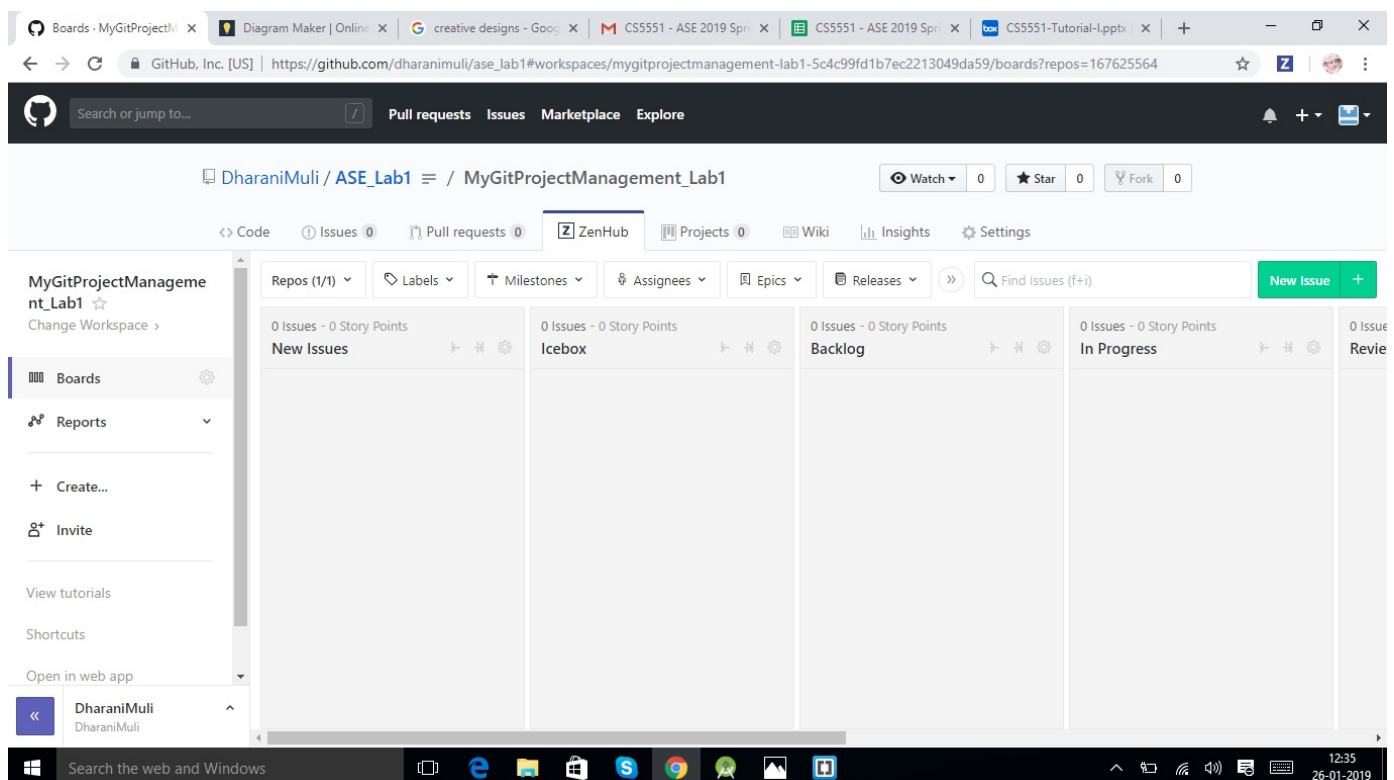 Boards · MyGitProjectM
Diagram Maker | Online
creative designs - Goog
CS5551 - ASE 2019 Spri
CS5551 - ASE 2019 Spri
CS5551-Tutorial-I.pptx |
GitHub, Inc. [US] | https://github.com/dharanimuli/ase_lab1#workspaces/mygitprojectmanagement-lab1-5c4c99fd1b7ec2213049da59/boards?repos=167625564
Search or jump to... / Pull requests Issues Marketplace Explore
DharaniMuli / ASE_Lab1 / MyGitProjectManagement_Lab1
Watch 0 Star 0 Fork 0
<> Code Issues 0 Pull requests 0 Z ZenHub Projects 0 Wiki Insights Settings
MyGitProjectManageme
nt_Lab1
Change Workspace >
Boards
Reports
+ Create...
Invite
View tutorials
Shortcuts
Open in web app
« DharaniMuli
DharaniMuli
Repos (1/1) Labels Milestones Assignees Epics Releases » Find Issues (f+i) New Issue +
0 Issues - 0 Story Points
New Issues
0 Issues - 0 Story Points
Icebox
0 Issues - 0 Story Points
Backlog
0 Issues - 0 Story Points
In Progress
0 Issue
Revie
Search the web and Windows
12:35
26-01-2019